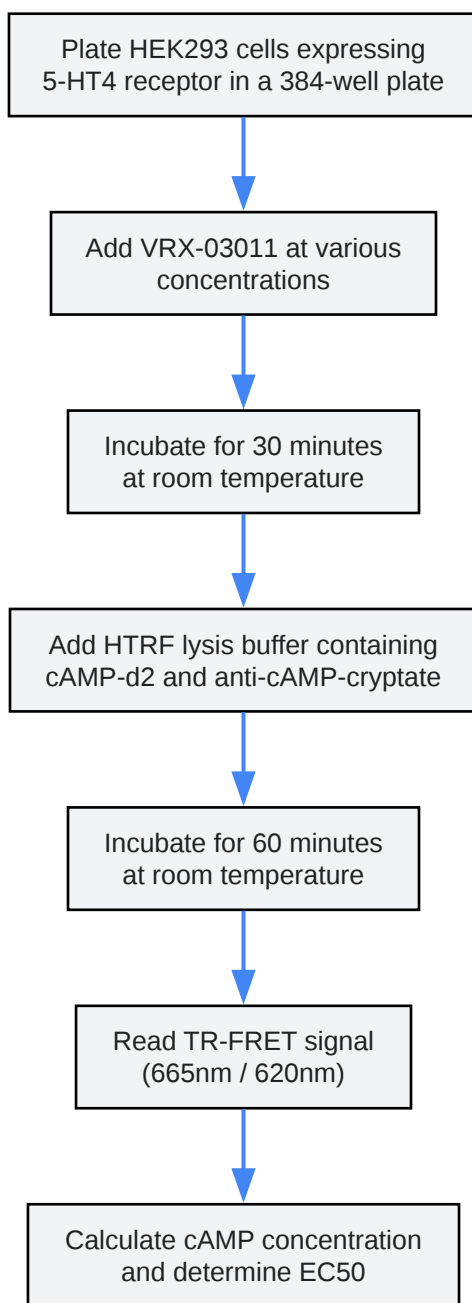 Plate HEK293 cells expressing
5-HT4 receptor in a 384-well plate
Add VRX-03011 at various
concentrations
Incubate for 30 minutes
at room temperature
Add HTRF lysis buffer containing
cAMP-d2 and anti-cAMP-cryptate
Incubate for 60 minutes
at room temperature
Read TR-FRET signal
(665nm / 620nm)
Calculate cAMP concentration
and determine EC50